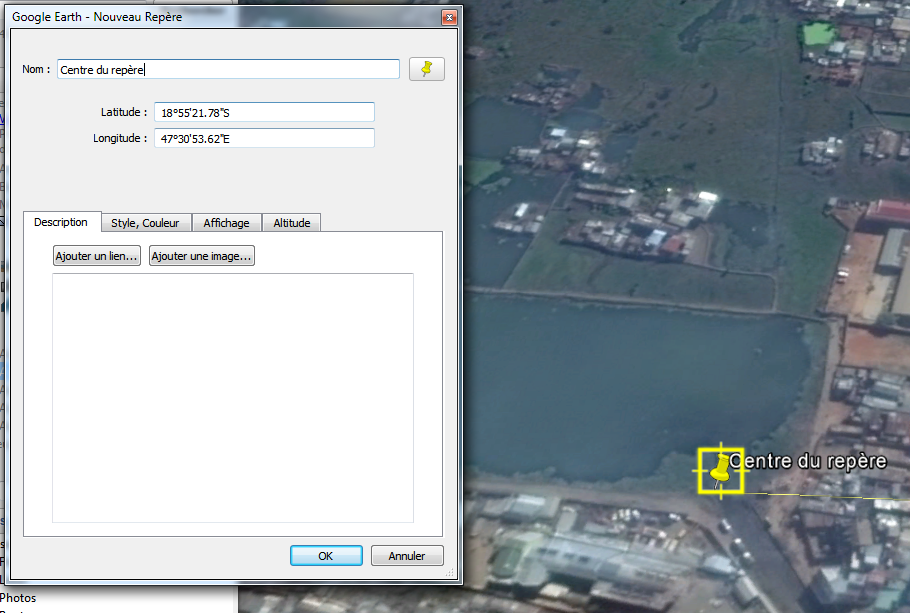 Google Earth - Nouveau Repère
Nom :
Centre du repère
Latitude :
18°55'21.78"S
Longitude :
47°30'53.62"E
Description
Style, Couleur
Affichage
Altitude
Ajouter un lien...
Ajouter une image...
Centre du repère
OK
Annuler
Photos